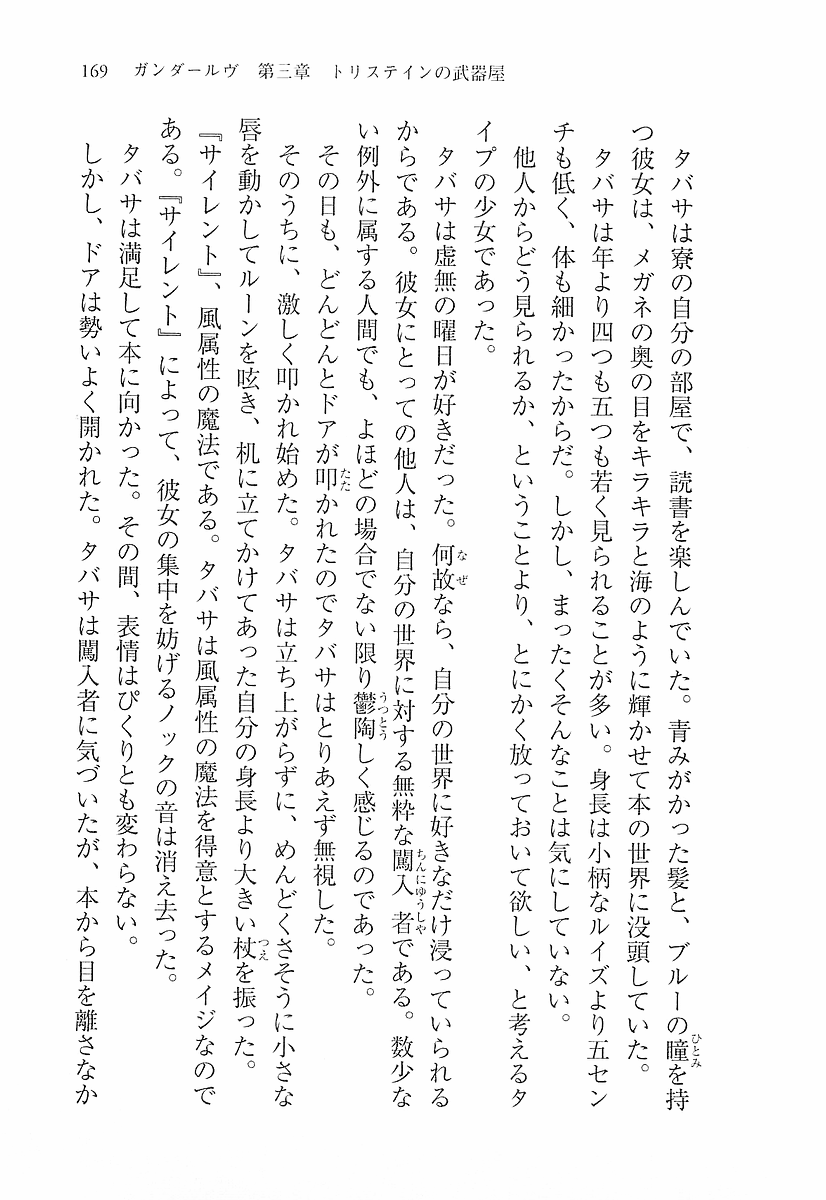 169 ガンダールヴ 第三章 トリステインの武器屋
タバサは寮の自分の部屋で、読書を楽しんでいた。青みがかった髪と、ブルーの瞳を持
つ彼女は、メガネの奥の目をキラキラと海のように輝かせて本の世界に没頭していた。
タバサは年より四つも五つも若く見られることが多い。身長は小柄なルイズより五セン
チも低く、体も細かったからだ。しかし、まったくそんなことは気にしていない。
他人からどう見られるか、ということより、とにかく放っておいて欲しい、と考えるタ
イプの少女であった。
タバサは虚無の曜日が好きだった。何故なら、自分の世界に好きなだけ浸っていられる
からである。彼女にとっての他人は、自分の世界に対する無粋な闖入者である。数少な
い例外に属する人間でも、よほどの場合でない限り鬱陶しく感じるのであった。
その日も、どんどんとドアが叩かれたのでタバサはとりあえず無視した。
そのうちに、激しく叩かれ始めた。タバサは立ち上がらずに、めんどくさそうに小さな
唇を動かしてルーンを呟き、机に立てかけてあった自分の身長より大きい杖を振った。
『サイレント』、風属性の魔法である。タバサは風属性の魔法を得意とするメイジなので
ある。『サイレント』によって、彼女の集中を妨げるノックの音は消え去った。
タバサは満足して本に向かった。その間、表情はぴくりとも変わらない。
しかし、ドアは勢いよく開かれた。タバサは闖入者に気づいたが、本から目を離さなか